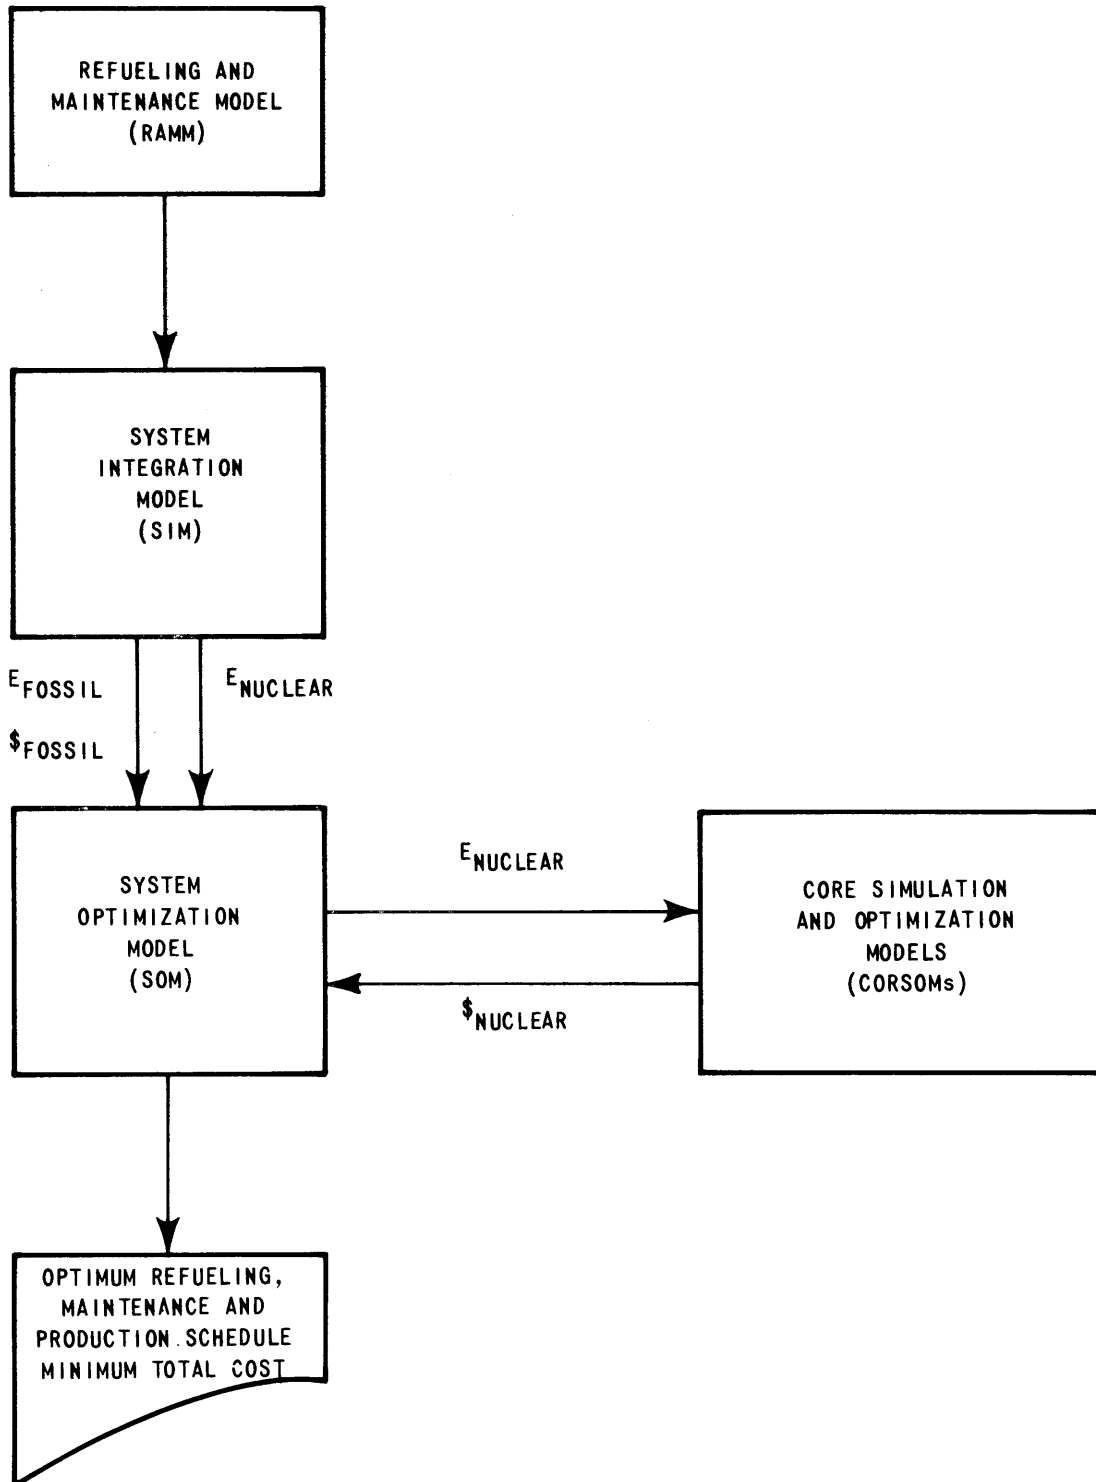 REFUELING AND
MAINTENANCE MODEL
(RAMM)
SYSTEM
INTEGRATION
MODEL
(SIM)
EFOSSIL
ENUCLEAR
$FOSSIL
SYSTEM
OPTIMIZATION
MODEL
(SOM)
ENUCLEAR
$NUCLEAR
CORE SIMULATION
AND OPTIMIZATION
MODELS
(CORSOMs)
OPTIMUM REFUELING,
MAINTENANCE AND
PRODUCTION SCHEDULE
MINIMUM TOTAL COST